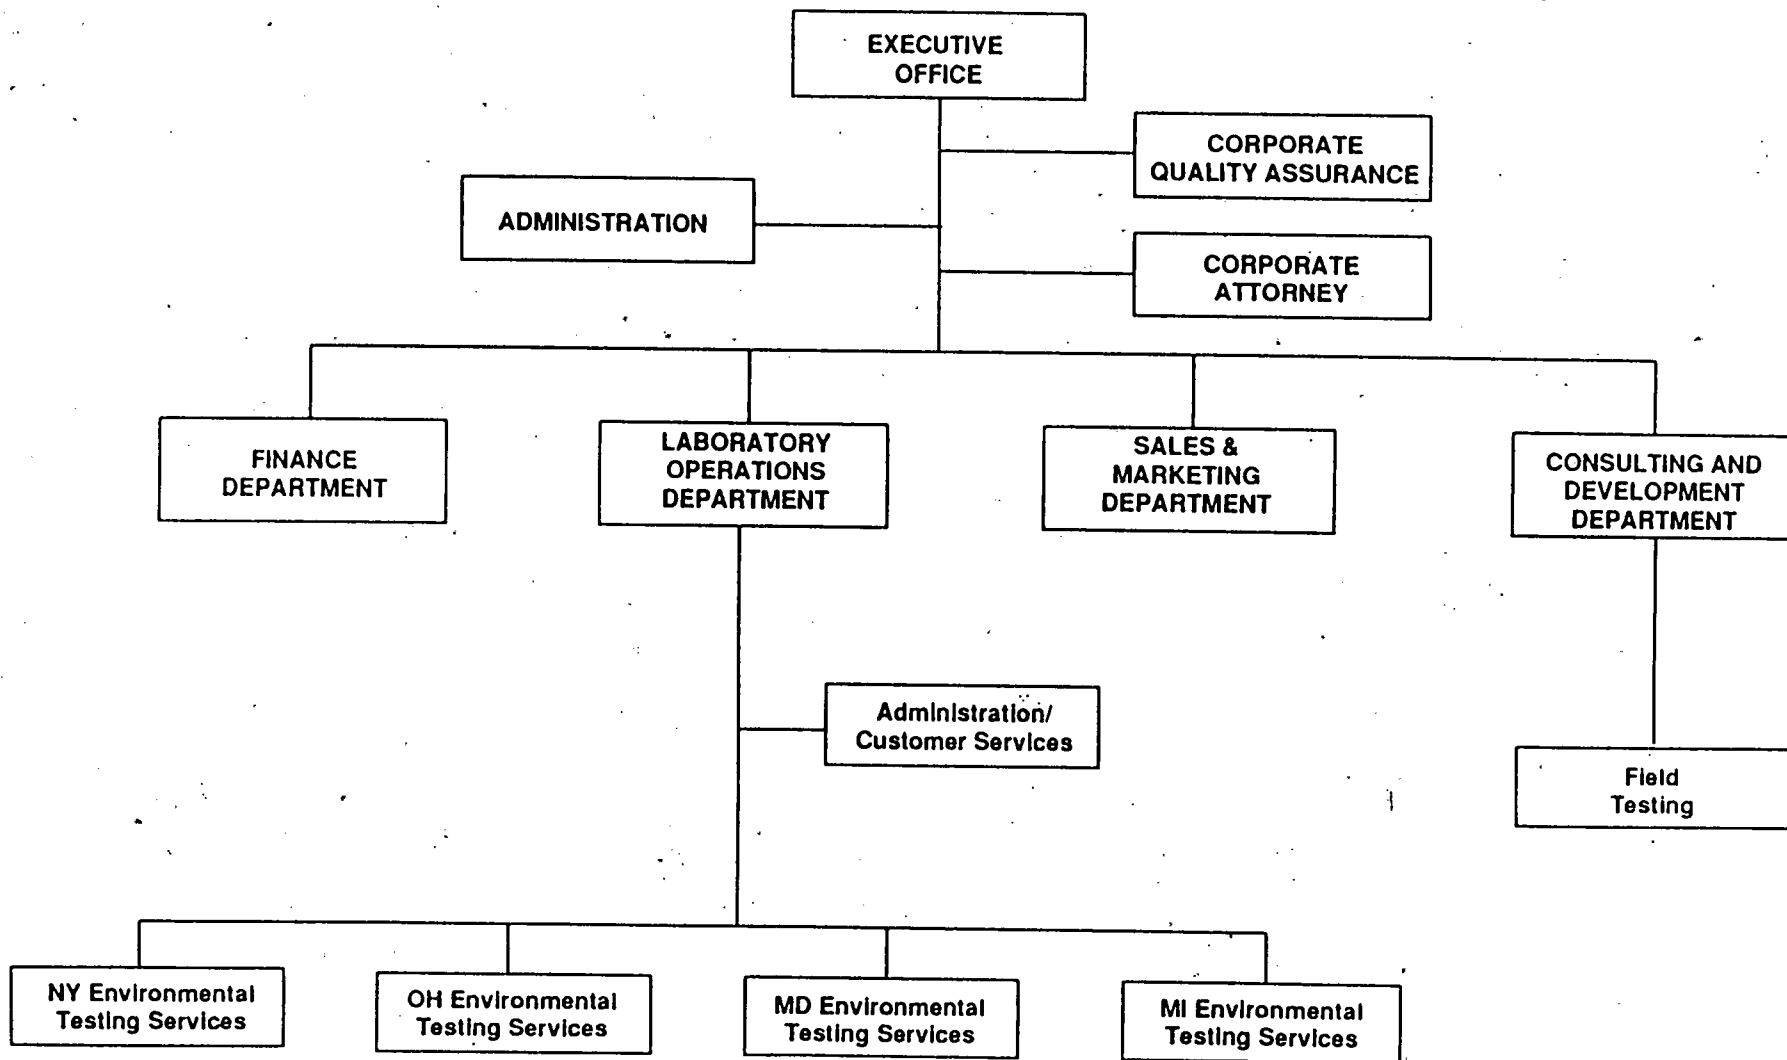 EXECUTIVE
OFFICE
CORPORATE
QUALITY ASSURANCE
ADMINISTRATION
CORPORATE
ATTORNEY
FINANCE
DEPARTMENT
LABORATORY
OPERATIONS
DEPARTMENT
SALES &
MARKETING
DEPARTMENT
CONSULTING AND
DEVELOPMENT
DEPARTMENT
Administration/
Customer Services
Field
Testing
NY Environmental
Testing Services
OH Environmental
Testing Services
MD Environmental
Testing Services
MI Environmental
Testing Services